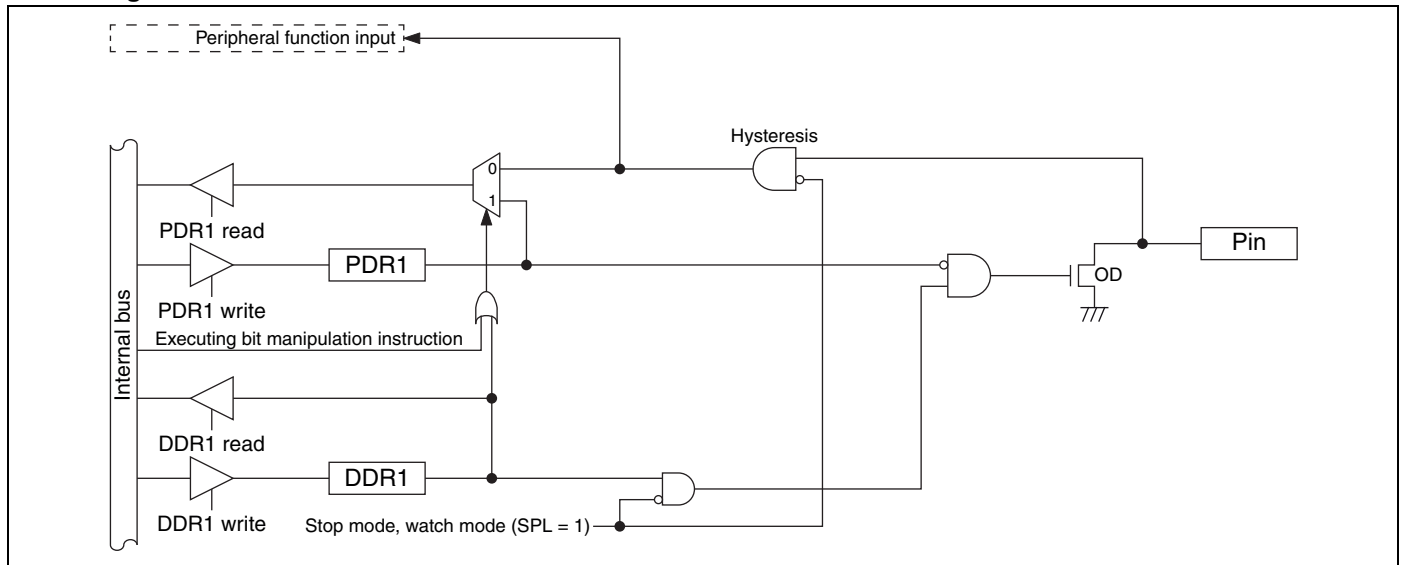 Peripheral function input
Hysteresis
0
1
PDR1 read
PDR1
Pin
OD
PDR1 write
Executing bit manipulation instruction
Internal bus
DDR1 read
DDR1
DDR1 write
Stop mode, watch mode (SPL = 1)